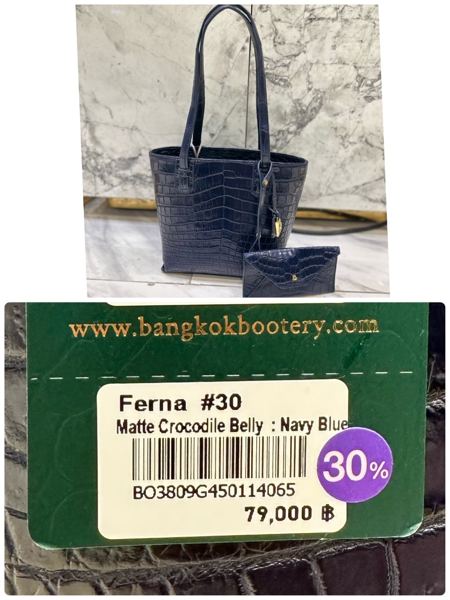 www.bangkokbootery.com
Ferna #30
Matte Crocodile Belly : Navy Blue
30%
BO3809G450114065
79,000 ฿